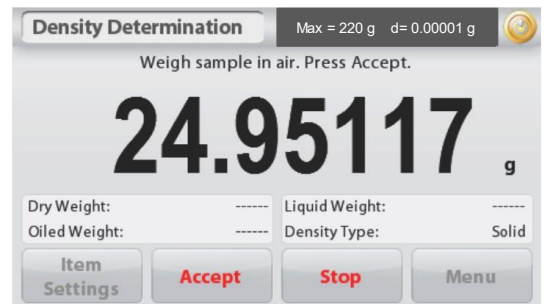 Density Determination Max = 220 g d= 0.00001 g
Weigh sample in air. Press Accept.
24.95117 g
Dry Weight: ------ Liquid Weight: ------
Oiled Weight: ------ Density Type: Solid
Item Settings Accept Stop Menu